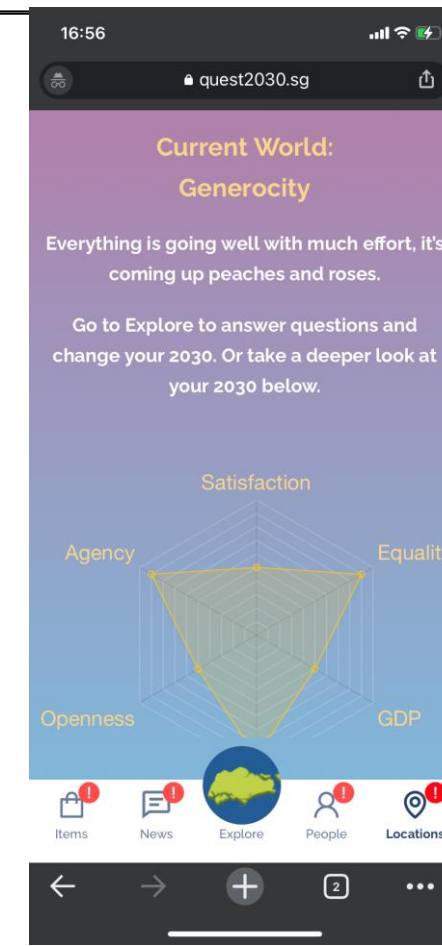 16:56
quest2030.sg
Current World:
Generocity
Everything is going well with much effort, it's
coming up peaches and roses.
Go to Explore to answer questions and
change your 2030. Or take a deeper look at
your 2030 below.
Satisfaction
Agency
Equalit
Openness
GDP
! ! ! !
Items News Explore People Locations
2